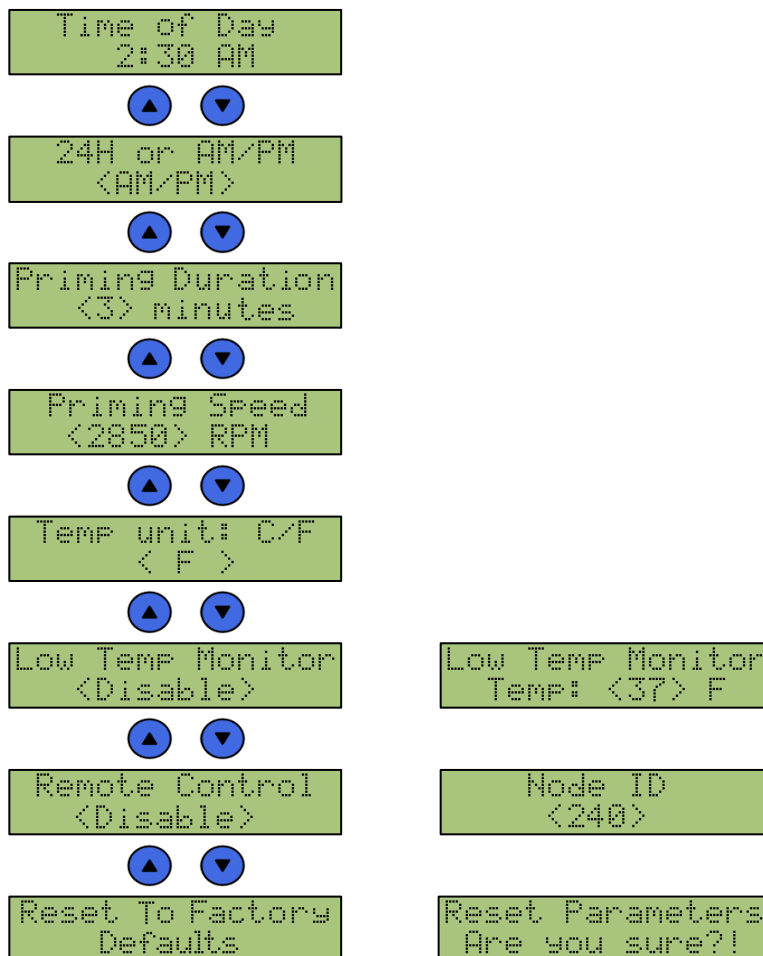 Time of Day
2:30 AM
24H or AM/PM
<AM/PM>
Priming Duration
<3> minutes
Priming Speed
<2850> RPM
Temp unit: C/F
< F >
Low Temp Monitor
<Disable>
Low Temp Monitor
Temp: <37> F
Remote Control
<Disable>
Node ID
<240>
Reset To Factory
Defaults
Reset Parameters
Are you sure?!